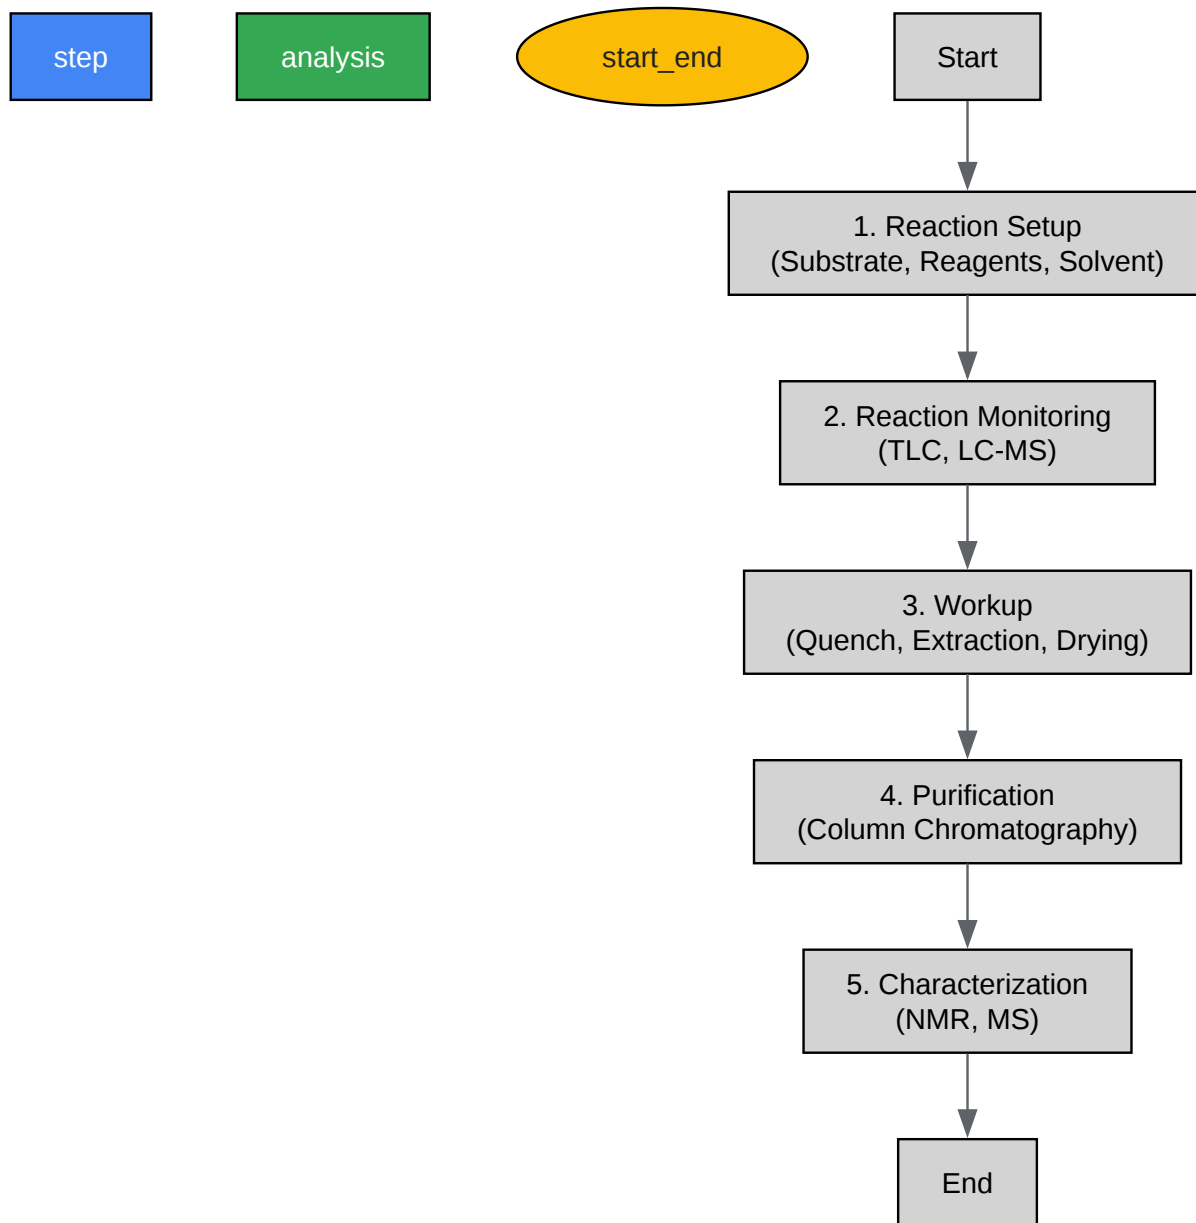 step
analysis
start_end
Start
1. Reaction Setup
(Substrate, Reagents, Solvent)
2. Reaction Monitoring
(TLC, LC-MS)
3. Workup
(Quench, Extraction, Drying)
4. Purification
(Column Chromatography)
5. Characterization
(NMR, MS)
End